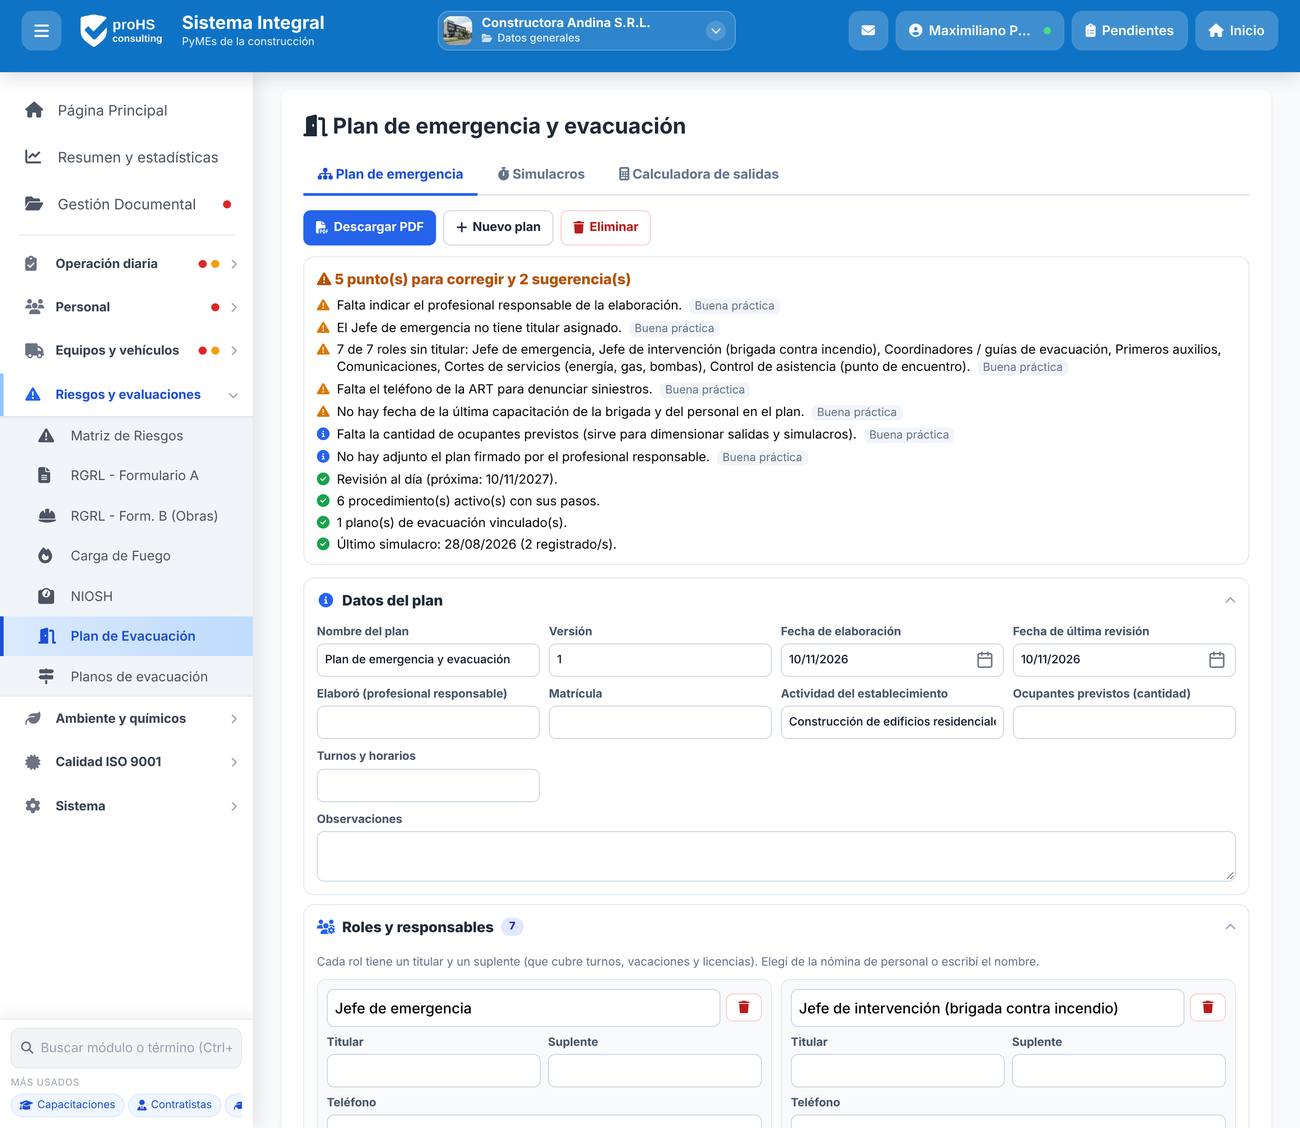 proHS
consulting
Sistema Integral
PyMEs de la construcción
Constructora Andina S.R.L.
Datos generales
Maximiliano P...
Pendientes
Inicio
Página Principal
Resumen y estadísticas
Gestión Documental
Operación diaria
Personal
Equipos y vehículos
Riesgos y evaluaciones
Matriz de Riesgos
RGRL - Formulario A
RGRL - Form. B (Obras)
Carga de Fuego
NIOSH
Plan de Evacuación
Planos de evacuación
Ambiente y químicos
Calidad ISO 9001
Sistema
Buscar módulo o término (Ctrl+
MÁS USADOS
Capacitaciones
Contratistas
Plan de emergencia y evacuación
Plan de emergencia
Simulacros
Calculadora de salidas
Descargar PDF
Nuevo plan
Eliminar
5 punto(s) para corregir y 2 sugerencia(s)
Falta indicar el profesional responsable de la elaboración. Buena práctica
El Jefe de emergencia no tiene titular asignado. Buena práctica
7 de 7 roles sin titular: Jefe de emergencia, Jefe de intervención (brigada contra incendio), Coordinadores / guías de evacuación, Primeros auxilios,
Comunicaciones, Cortes de servicios (energía, gas, bombas), Control de asistencia (punto de encuentro). Buena práctica
Falta el teléfono de la ART para denunciar siniestros. Buena práctica
No hay fecha de la última capacitación de la brigada y del personal en el plan. Buena práctica
Falta la cantidad de ocupantes previstos (sirve para dimensionar salidas y simulacros). Buena práctica
No hay adjunto el plan firmado por el profesional responsable. Buena práctica
Revisión al día (próxima: 10/11/2027).
6 procedimiento(s) activo(s) con sus pasos.
1 plano(s) de evacuación vinculado(s).
Último simulacro: 28/08/2026 (2 registrado/s).
Datos del plan
Nombre del plan
Versión
Fecha de elaboración
Fecha de última revisión
Plan de emergencia y evacuación
1
10/11/2026
10/11/2026
Elaboró (profesional responsable)
Matrícula
Actividad del establecimiento
Ocupantes previstos (cantidad)
Construcción de edificios residenciale
Turnos y horarios
Observaciones
Roles y responsables 7
Cada rol tiene un titular y un suplente (que cubre turnos, vacaciones y licencias). Elegí de la nómina de personal o escribí el nombre.
Jefe de emergencia
Titular
Suplente
Teléfono
Jefe de intervención (brigada contra incendio)
Titular
Suplente
Teléfono